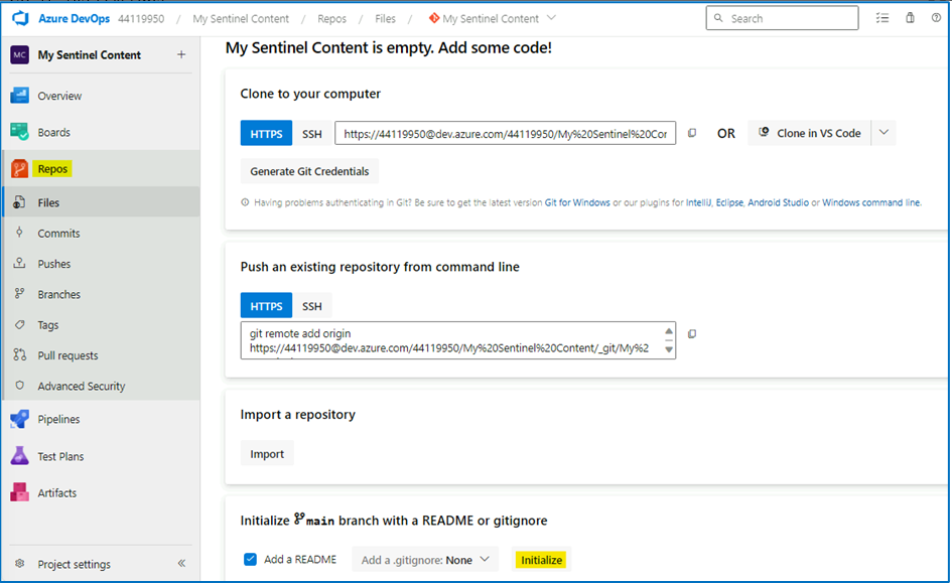 Azure DevOps 44119950 / My Sentinel Content / Repos / Files / My Sentinel Content Search
MC My Sentinel Content +
Overview
Boards
Repos
Files
Commits
Pushes
Branches
Tags
Pull requests
Advanced Security
Pipelines
Test Plans
Artifacts
Project settings
My Sentinel Content is empty. Add some code!
Clone to your computer
HTTPS SSH https://44119950@dev.azure.com/44119950/My%20Sentinel%20Cor OR Clone in VS Code
Generate Git Credentials
Having problems authenticating in Git? Be sure to get the latest version Git for Windows or our plugins for IntelliJ, Eclipse, Android Studio or Windows command line.
Push an existing repository from command line
HTTPS SSH
git remote add origin
https://44119950@dev.azure.com/44119950/My%20Sentinel%20Content/_git/My%2
Import a repository
Import
Initialize main branch with a README or gitignore
Add a README Add a .gitignore: None Initialize